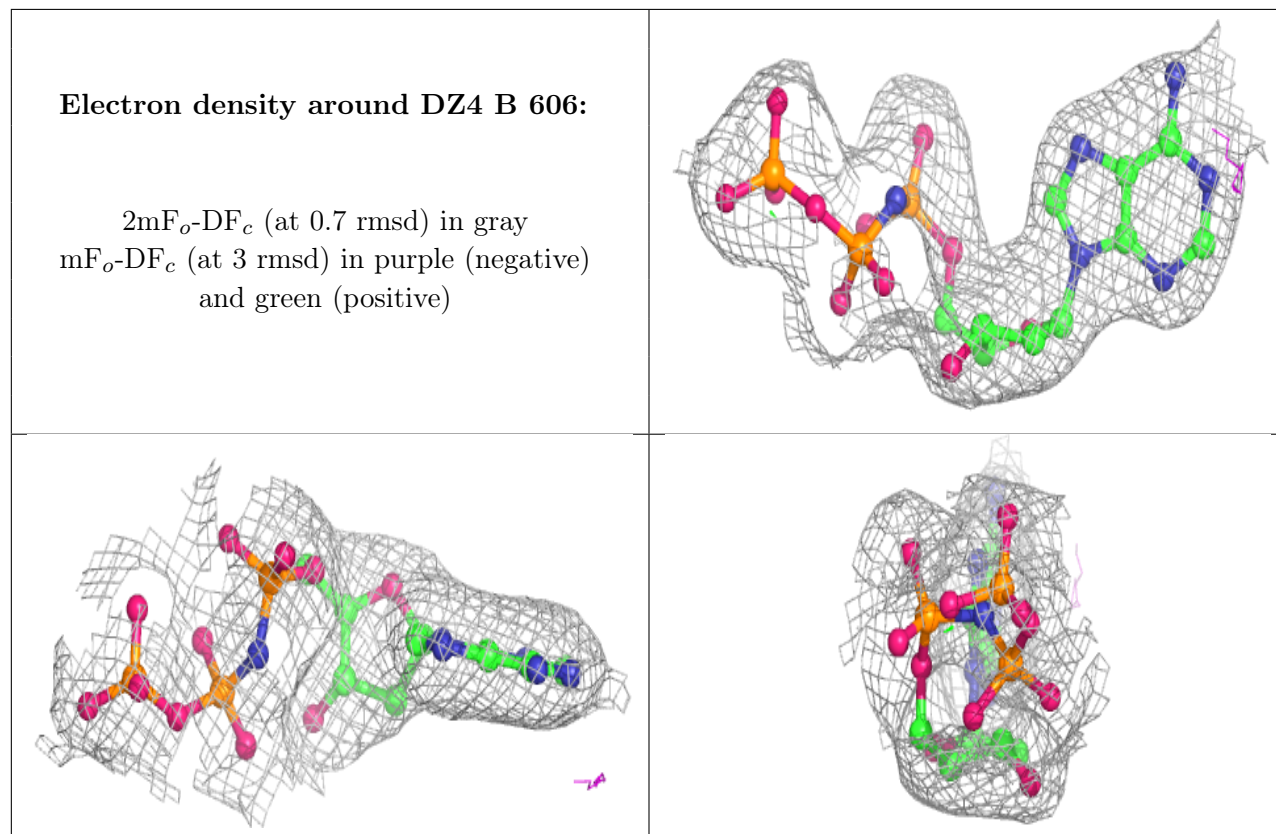 Electron density around DZ4 B 606:
2mFo-DFc (at 0.7 rmsd) in gray
mFo-DFc (at 3 rmsd) in purple (negative)
and green (positive)